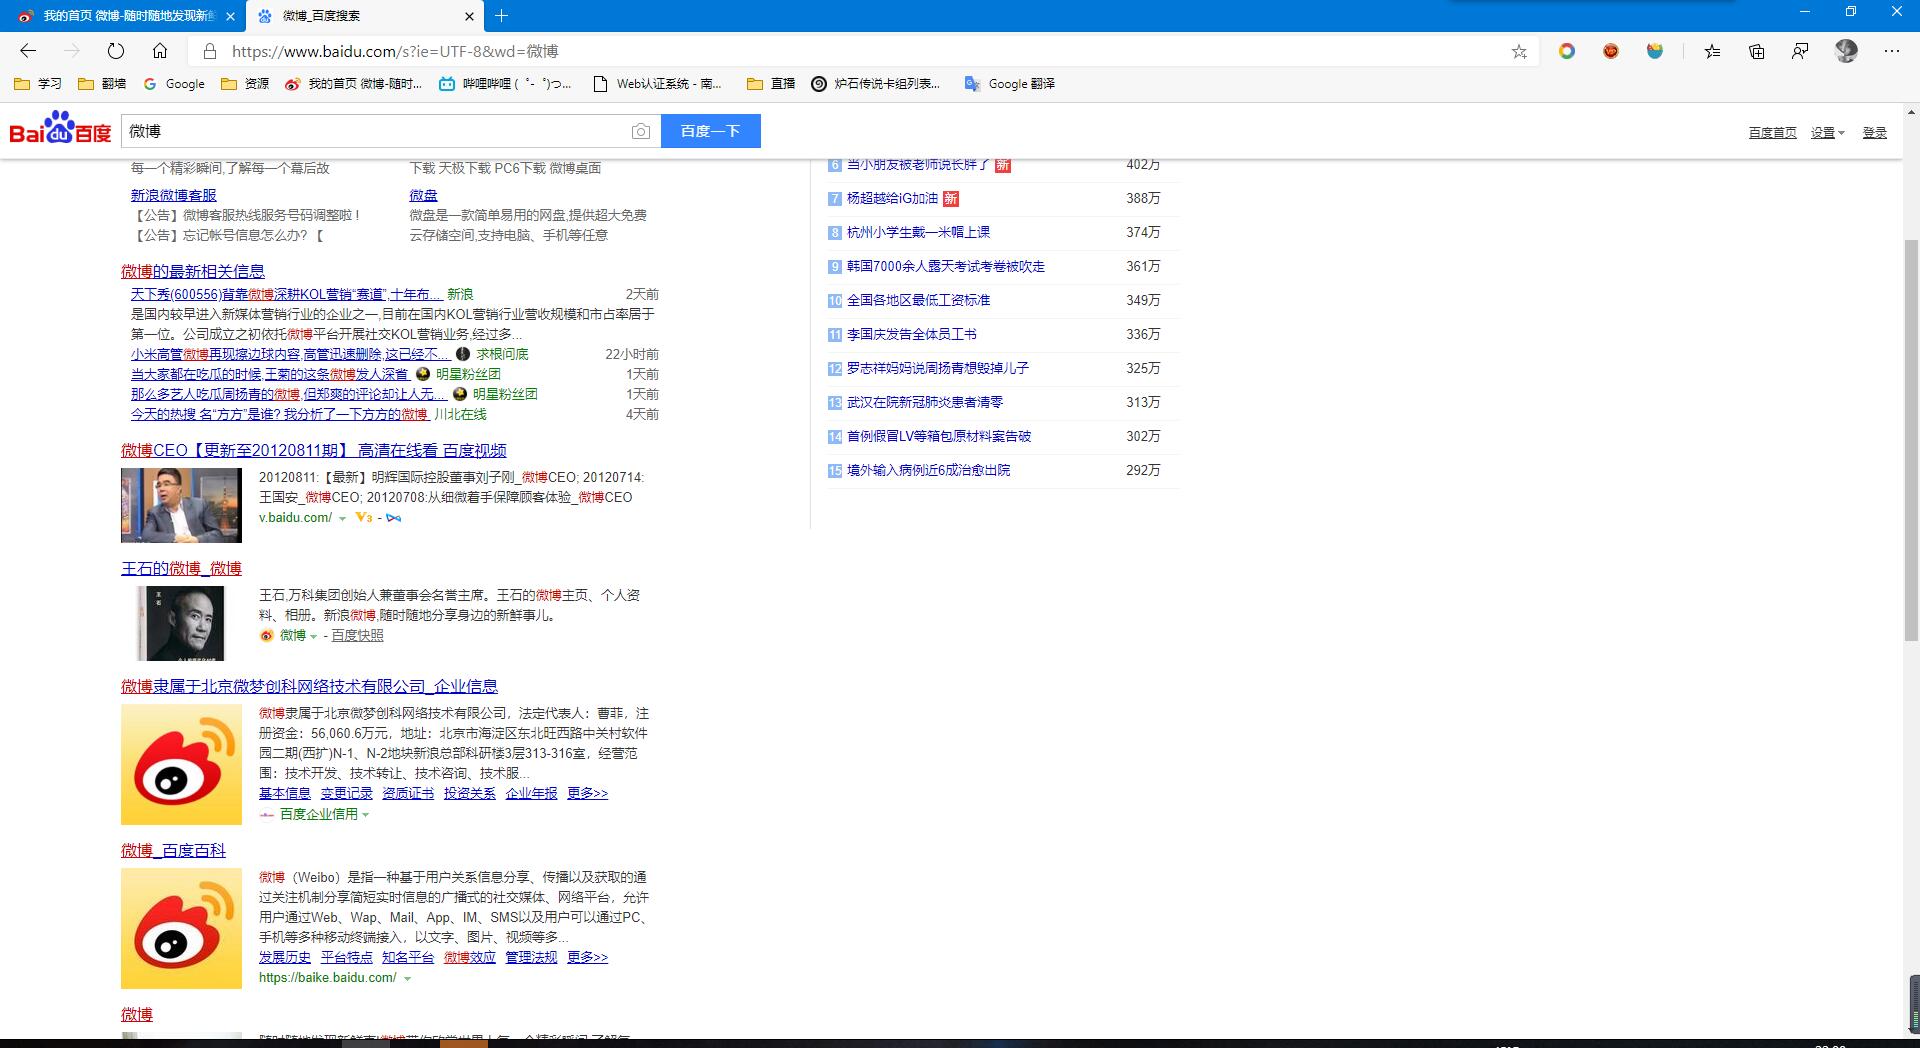 我的首页 微博-随时随地发现新鲜
微博_百度搜索
https://www.baidu.com/s?ie=UTF-8&wd=微博
学习
翻墙
Google
资源
我的首页 微博-随时...
哔哩哔哩 ( ゜- ゜)つ...
Web认证系统 - 南...
直播
炉石传说卡组列表...
Google 翻译
Baidu百度
微博
百度一下
百度首页
设置
登录
每一个精彩瞬间,了解每一个幕后故
下载 天极下载 PC6下载 微博桌面
新浪微博客服
微盘
【公告】微博客服热线服务号码调整啦！
微盘是一款简单易用的网盘,提供超大免费
【公告】忘记帐号信息怎么办？【
云存储空间,支持电脑、手机等任意
微博的最新相关信息
天下秀(600556)背靠微博深耕KOL营销“赛道”,十年布... 新浪 2天前
是国内较早进入新媒体营销行业的企业之一,目前在国内KOL营销行业营收规模和市占率居于
第一位。公司成立之初依托微博平台开展社交KOL营销业务,经过多...
小米高管微博再现擦边球内容,高管迅速删除,这已经不... 求根问底 22小时前
当大家都在吃瓜的时候,王菊的这条微博发人深省 明星粉丝团 1天前
那么多艺人吃瓜周扬青的微博,但郑爽的评论却让人无... 明星粉丝团 1天前
今天的热搜 名“方方”是谁? 我分析了一下方方的微博 川北在线 4天前
微博CEO【更新至20120811期】 高清在线看 百度视频
20120811:【最新】明辉国际控股董事刘子刚_微博CEO; 20120714:
王国安_微博CEO; 20120708:从细微着手保障顾客体验_微博CEO
v.baidu.com/ V3 -
王石的微博_微博
王石
王石,万科集团创始人兼董事会名誉主席。王石的微博主页、个人资
料、相册。新浪微博,随时随地分享身边的新鲜事儿。
微博 - 百度快照
微博隶属于北京微梦创科网络技术有限公司_企业信息
微博隶属于北京微梦创科网络技术有限公司，法定代表人：曹菲，注
册资金：56,060.6万元，地址：北京市海淀区东北旺西路中关村软件
园二期(西扩)N-1、N-2地块新浪总部科研楼3层313-316室，经营范
围：技术开发、技术转让、技术咨询、技术服...
基本信息 变更记录 资质证书 投资关系 企业年报 更多>>
百度企业信用
微博_百度百科
微博（Weibo）是指一种基于用户关系信息分享、传播以及获取的通
过关注机制分享简短实时信息的广播式的社交媒体、网络平台，允许
用户通过Web、Wap、Mail、App、IM、SMS以及用户可以通过PC、
手机等多种移动终端接入，以文字、图片、视频等多...
发展历史 平台特点 知名平台 微博效应 管理法规 更多>>
https://baike.baidu.com/
微博
随时随地发现新鲜事!微博带你欣赏世界上每一个精彩瞬间,了解每
6 当小朋友被老师说长胖了 新 402万
7 杨超越给iG加油 新 388万
8 杭州小学生戴一米帽上课 374万
9 韩国7000余人露天考试考卷被吹走 361万
10 全国各地区最低工资标准 349万
11 李国庆发告全体员工书 336万
12 罗志祥妈妈说周扬青想毁掉儿子 325万
13 武汉在院新冠肺炎患者清零 313万
14 首例假冒LV等箱包原材料案告破 302万
15 境外输入病例近6成治愈出院 292万